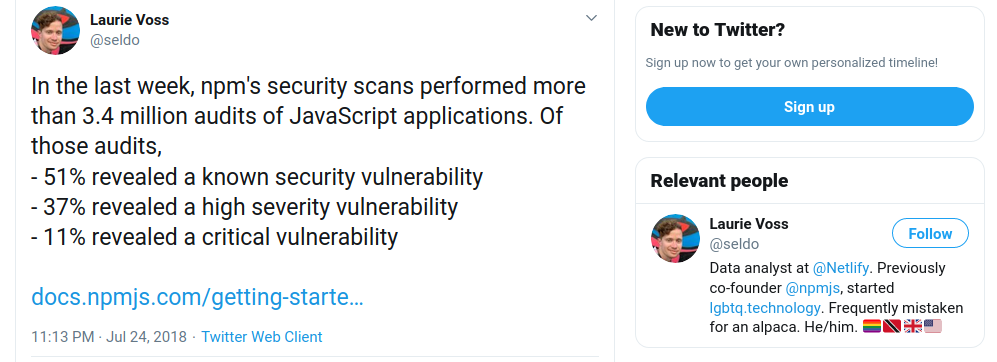 Laurie Voss
@seldo
In the last week, npm's security scans performed more
than 3.4 million audits of JavaScript applications. Of
those audits,
- 51% revealed a known security vulnerability
- 37% revealed a high severity vulnerability
- 11% revealed a critical vulnerability
docs.npmjs.com/getting-starte…
11:13 PM · Jul 24, 2018 · Twitter Web Client
New to Twitter?
Sign up now to get your own personalized timeline!
Sign up
Relevant people
Laurie Voss
@seldo
Follow
Data analyst at @Netlify. Previously
co-founder @npmjs, started
lgbtq.technology. Frequently mistaken
for an alpaca. He/him.